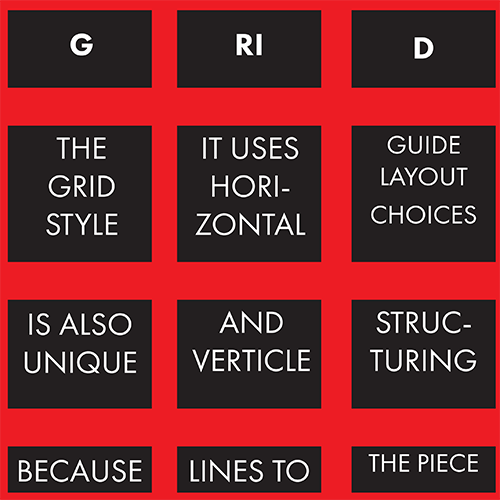 G RI D
THE
GRID
STYLE
IS ALSO
UNIQUE
BECAUSE
IT USES
HORI-
ZONTAL
AND
VERTICLE
LINES TO
GUIDE
LAYOUT
CHOICES
STRUC-
TURING
THE PIECE